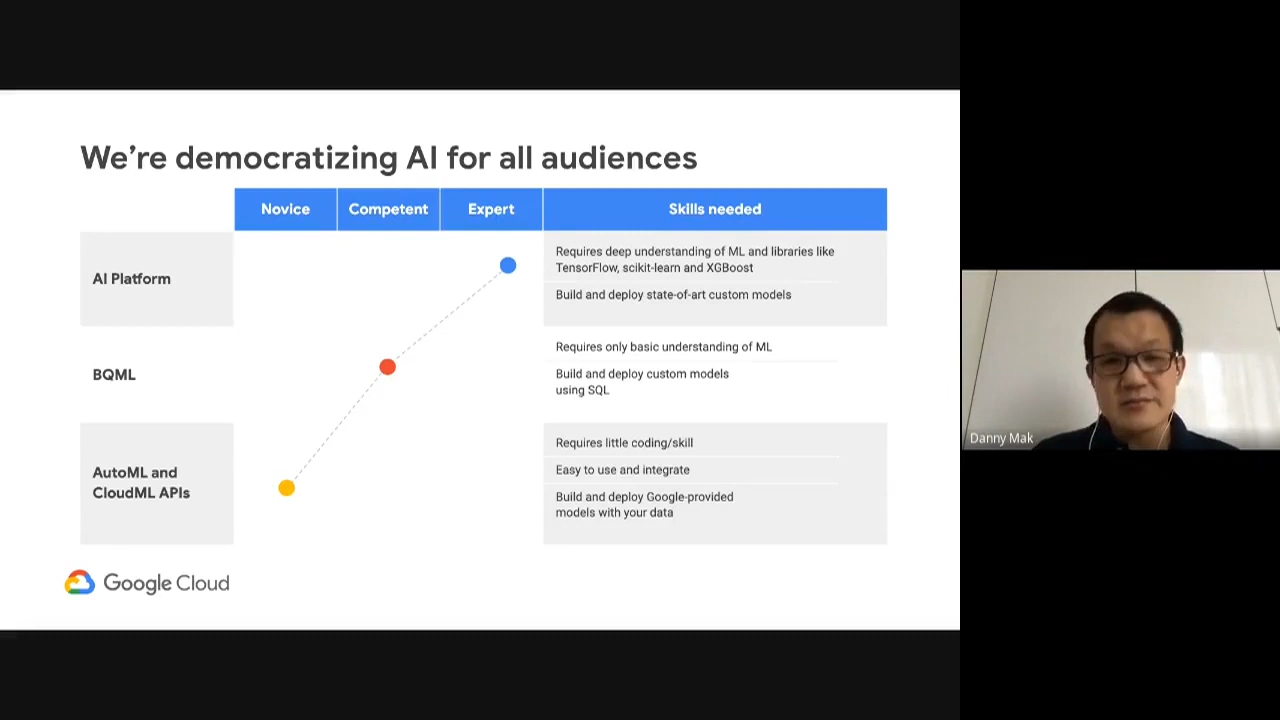 We’re democratizing AI for all audiences
Novice
Competent
Expert
Skills needed
AI Platform
Requires deep understanding of ML and libraries like
TensorFlow, scikit-learn and XGBoost
Build and deploy state-of-art custom models
BQML
Requires only basic understanding of ML
Build and deploy custom models
using SQL
AutoML and
CloudML APIs
Requires little coding/skill
Easy to use and integrate
Build and deploy Google-provided
models with your data
Google Cloud
Danny Mak